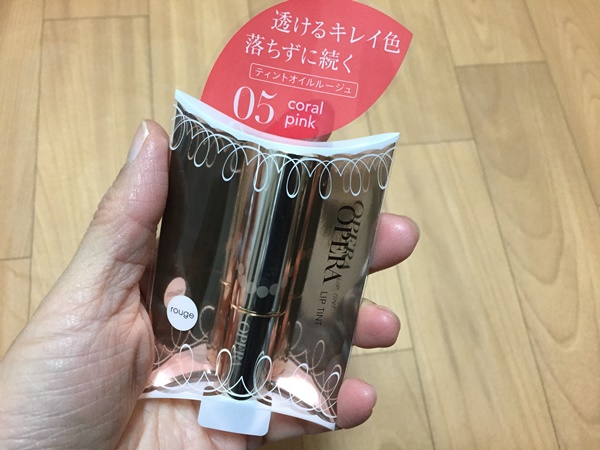 透けるキレイ色
落ちずに続く
ティントオイルルージュ
05 coral
pink
OPERA
LIP TINT
rouge
OPERA